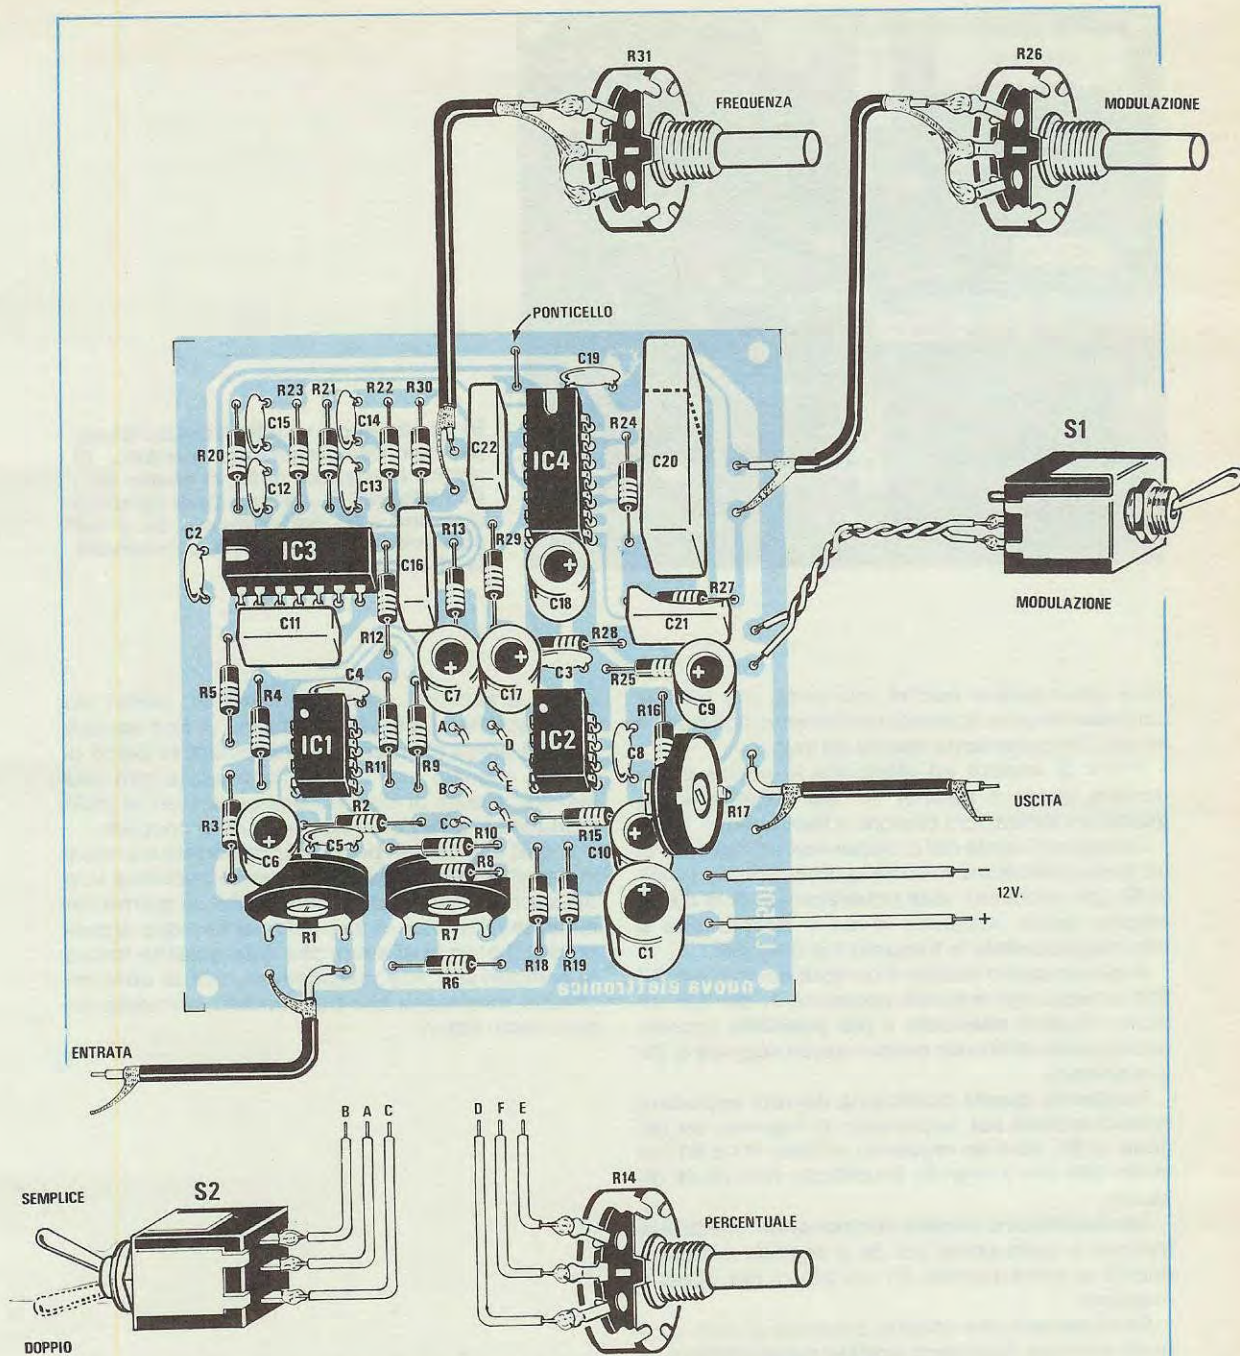 R31
R26
FREQUENZA
MODULAZIONE
PONTICELLO
C19
R23
R21
R22
R30
C15
C14
R20
C12
C13
C22
IC4
R24
C20
S1
C2
IC3
C16
R13
R29
C18
R27
MODULAZIONE
C11
R12
C21
R28
R5
R4
C4
C7
C17
C3
R25
C9
IC1
R11
R9
A
D
IC2
C8
R16
B
E
R17
USCITA
R3
C6
R2
C5
C
F
R10
R15
C10
R8
-
12V.
+
R1
R7
R18
R19
C1
R6
nuova elettronica
ENTRATA
B A C
D F E
SEMPLICE
S2
R14
PERCENTUALE
DOPPIO